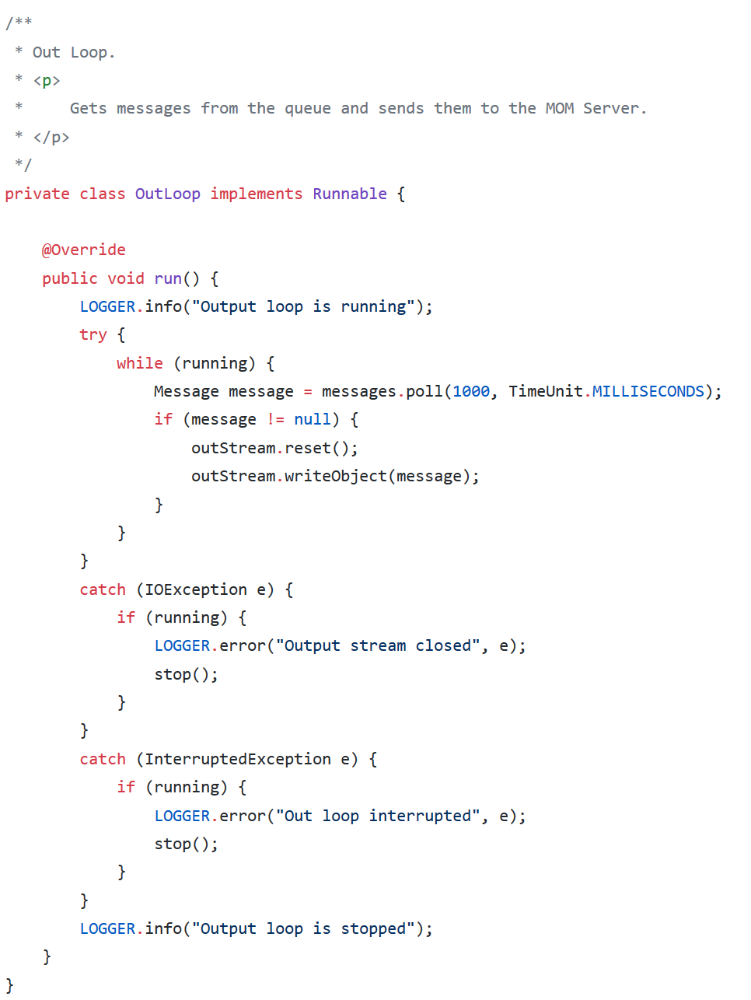 /**
 * Out Loop.
 * <p>
 *     Gets messages from the queue and sends them to the MOM Server.
 * </p>
 */
private class OutLoop implements Runnable {

    @Override
    public void run() {
        LOGGER.info("Output loop is running");
        try {
            while (running) {
                Message message = messages.poll(1000, TimeUnit.MILLISECONDS);
                if (message != null) {
                    outStream.reset();
                    outStream.writeObject(message);
                }
            }
        }
        catch (IOException e) {
            if (running) {
                LOGGER.error("Output stream closed", e);
                stop();
            }
        }
        catch (InterruptedException e) {
            if (running) {
                LOGGER.error("Out loop interrupted", e);
                stop();
            }
        }
        LOGGER.info("Output loop is stopped");
    }
}